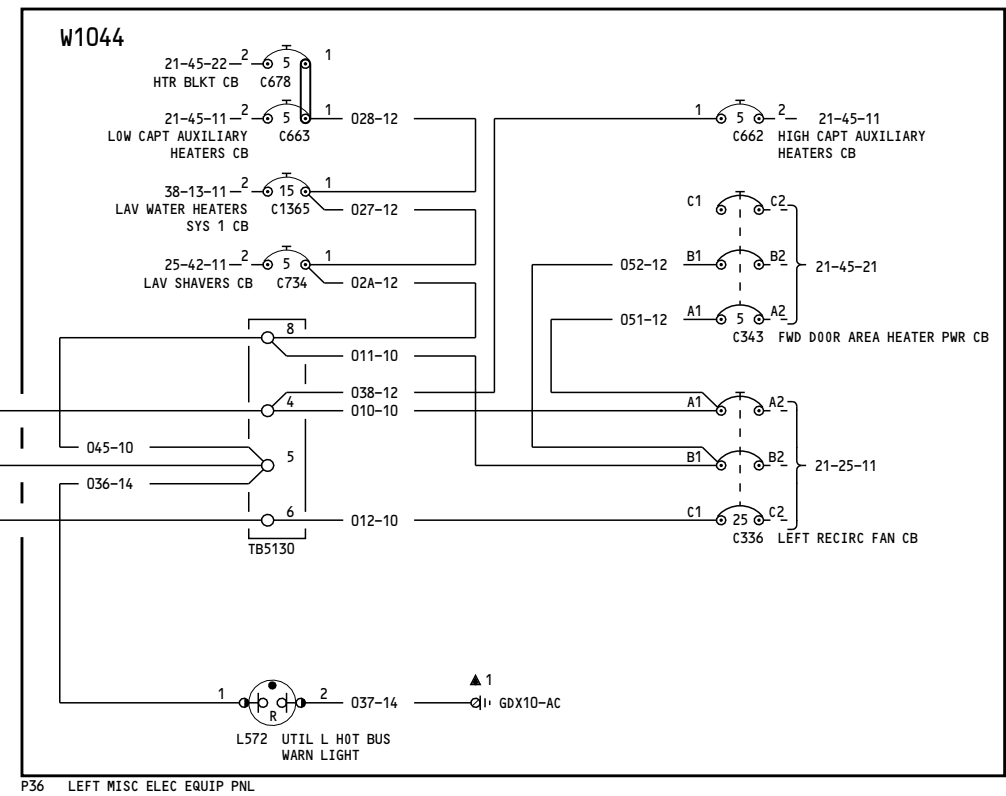 W1044
21-45-22 2 5 1
HTR BLKT CB C678
21-45-11 2 5 1 028-12
LOW CAPT AUXILIARY C663
HEATERS CB
38-13-11 2 15 1
LAV WATER HEATERS C1365 027-12
SYS 1 CB
25-42-11 2 5 1
LAV SHAVERS CB C734 02A-12
8
011-10
038-12
4 010-10
045-10
5
036-14
6 012-10
TB5130
1 5 2 21-45-11
C662 HIGH CAPT AUXILIARY
HEATERS CB
C1 C2
052-12 B1 B2 21-45-21
051-12 A1 5 A2
C343 FWD DOOR AREA HEATER PWR CB
A1 A2
B1 B2 21-25-11
C1 25 C2
C336 LEFT RECIRC FAN CB
1 R 2 037-14
1
GDX10-AC
L572 UTIL L HOT BUS
WARN LIGHT
P36 LEFT MISC ELEC EQUIP PNL